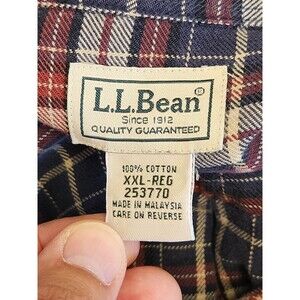 L.L.Bean®
Since 1912
QUALITY GUARANTEED
100% COTTON
XXL-REG
253770
MADE IN MALAYSIA
CARE ON REVERSE